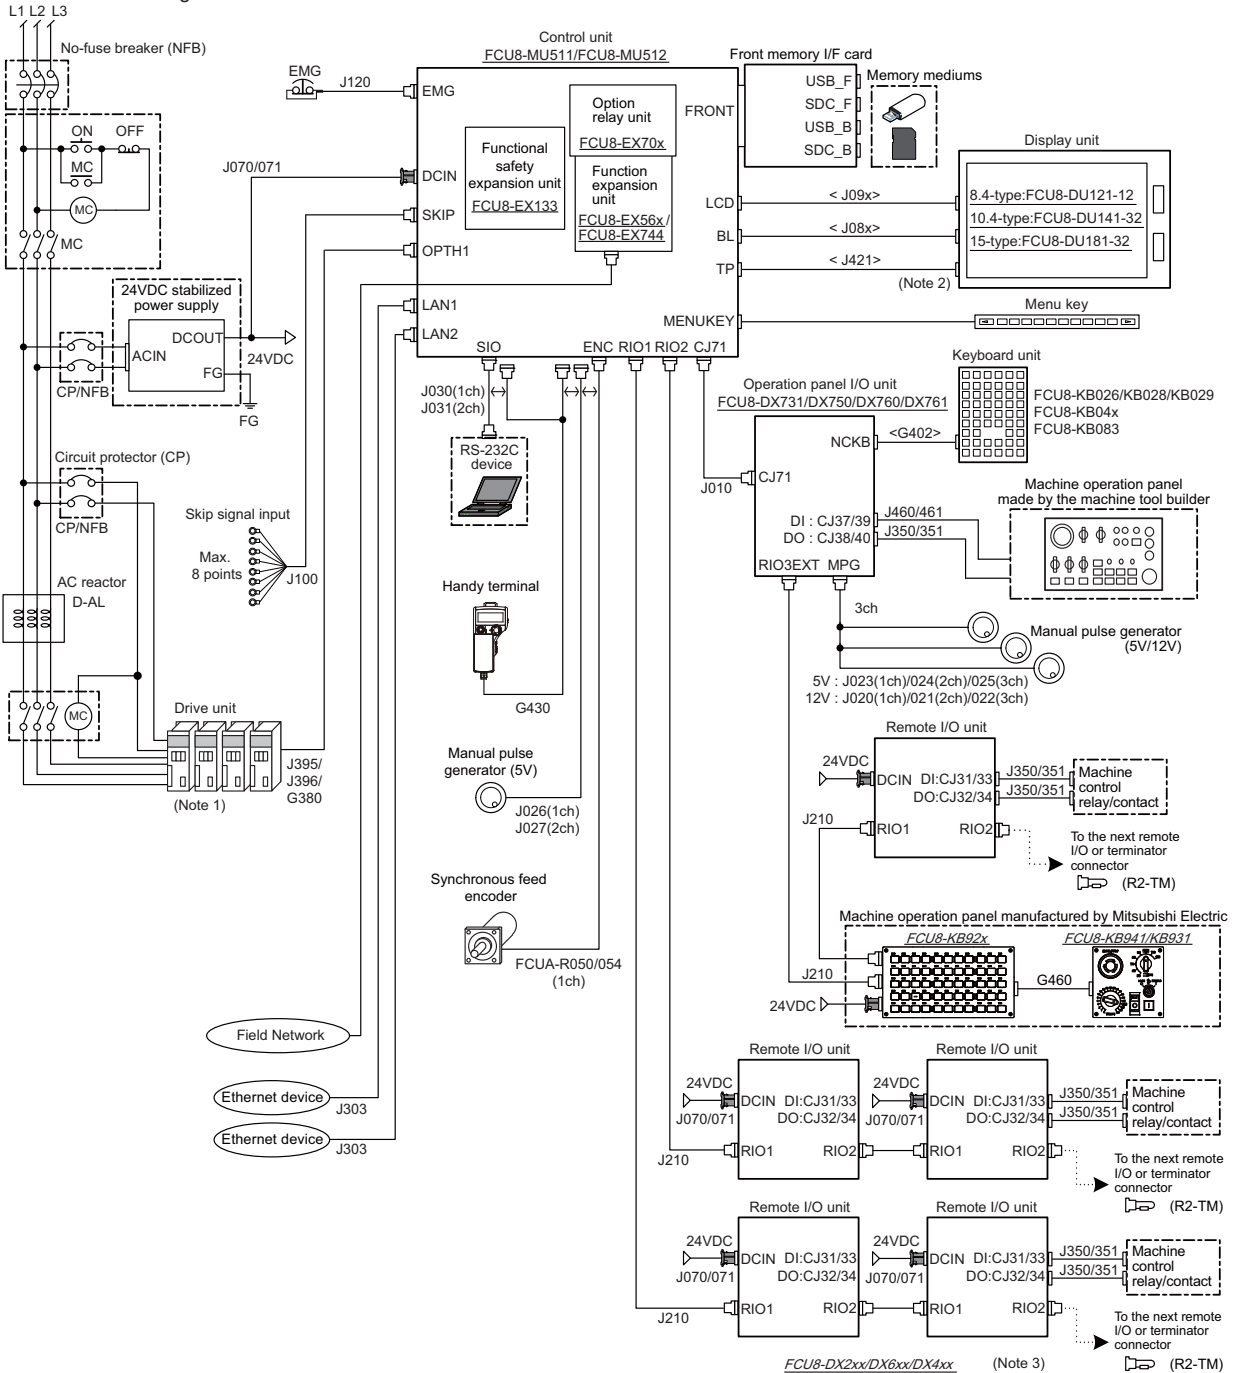 L1 L2 L3
No-fuse breaker (NFB)
ON OFF
MC
MC
MC
24VDC stabilized
power supply
DCOUT
ACIN
FG
24VDC
FG
CP/NFB
Circuit protector (CP)
CP/NFB
AC reactor
D-AL
MC
Drive unit
(Note 1)
J395/
J396/
G380
Skip signal input
Max.
8 points
J100
J070/071
EMG
J120
Control unit
FCU8-MU511/FCU8-MU512
EMG
DCIN
SKIP
OPTH1
LAN1
LAN2
Functional
safety
expansion unit
FCU8-EX133
Option
relay unit
FCU8-EX70x
Function
expansion
unit
FCU8-EX56x/
FCU8-EX744
FRONT
LCD
BL
TP
MENUKEY
SIO ENC RIO1 RIO2 CJ71
Front memory I/F card
USB_F
SDC_F
USB_B
SDC_B
Memory mediums
Display unit
8.4-type:FCU8-DU121-12
10.4-type:FCU8-DU141-32
15-type:FCU8-DU181-32
< J09x>
< J08x>
< J421>
(Note 2)
Menu key
Keyboard unit
FCU8-KB026/KB028/KB029
FCU8-KB04x
FCU8-KB083
Operation panel I/O unit
FCU8-DX731/DX750/DX760/DX761
NCKB
<G402>
CJ71
J010
DI : CJ37/39
DO : CJ38/40
J460/461
J350/351
RIO3EXT MPG
Machine operation panel
made by the machine tool builder
3ch
Manual pulse generator
(5V/12V)
5V : J023(1ch)/024(2ch)/025(3ch)
12V : J020(1ch)/021(2ch)/022(3ch)
J030(1ch)
J031(2ch)
RS-232C
device
Handy terminal
G430
Manual pulse
generator (5V)
J026(1ch)
J027(2ch)
Synchronous feed
encoder
FCUA-R050/054
(1ch)
Field Network
Ethernet device
J303
Ethernet device
J303
Remote I/O unit
24VDC
DCIN DI:CJ31/33
DO:CJ32/34
J350/351
J350/351
Machine
control
relay/contact
J210
RIO1 RIO2
To the next remote
I/O or terminator
connector
(R2-TM)
Machine operation panel manufactured by Mitsubishi Electric
FCU8-KB92x
FCU8-KB941/KB931
J210
G460
24VDC
Remote I/O unit Remote I/O unit
24VDC
DCIN DI:CJ31/33
DO:CJ32/34
J070/071
RIO1 RIO2
J210
24VDC
DCIN DI:CJ31/33
DO:CJ32/34
J070/071
RIO1 RIO2
J350/351
J350/351
Machine
control
relay/contact
To the next remote
I/O or terminator
connector
(R2-TM)
Remote I/O unit Remote I/O unit
24VDC
DCIN DI:CJ31/33
DO:CJ32/34
J070/071
RIO1 RIO2
J210
24VDC
DCIN DI:CJ31/33
DO:CJ32/34
J070/071
RIO1 RIO2
J350/351
J350/351
Machine
control
relay/contact
To the next remote
I/O or terminator
connector
(R2-TM)
FCU8-DX2xx/DX6xx/DX4xx
(Note 3)